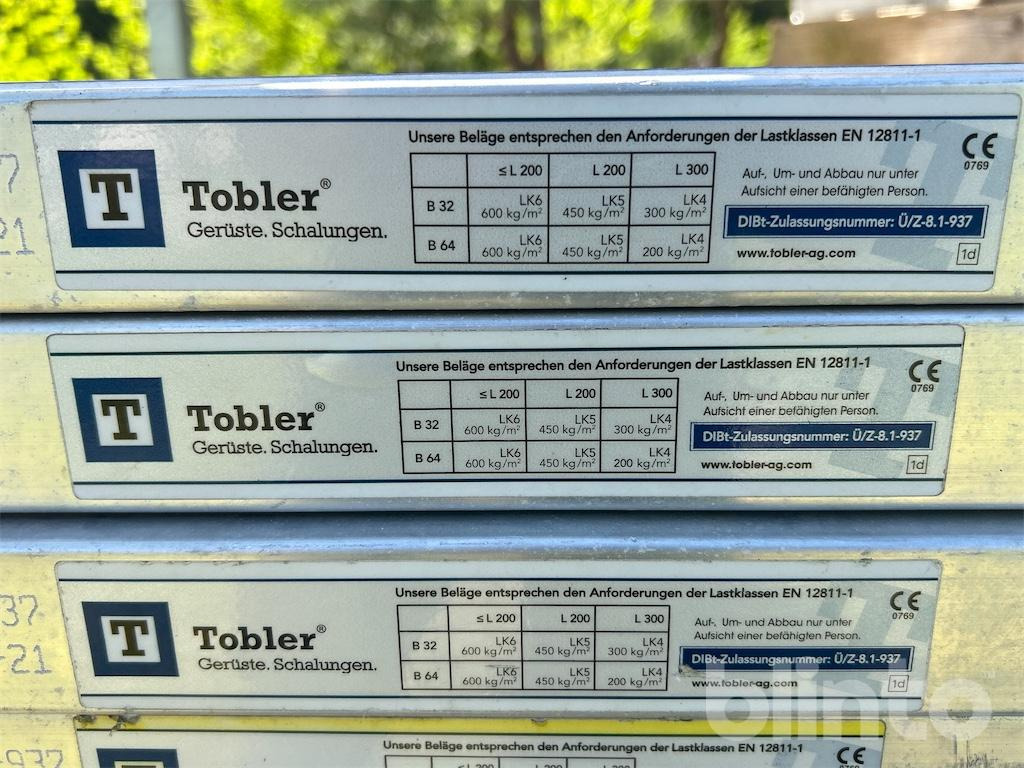 Unsere Beläge entsprechen den Anforderungen der Lastklassen EN 12811-1
T
Tobler®
Gerüste. Schalungen.
≤ L 200 L 200 L 300
B 32 LK6 600 kg/m² LK5 450 kg/m² LK4 300 kg/m²
B 64 LK6 600 kg/m² LK5 450 kg/m² LK4 200 kg/m²
CE
0769
Auf-, Um- und Abbau nur unter
Aufsicht einer befähigten Person.
DIBt-Zulassungsnummer: Ü/Z-8.1-937
www.tobler-ag.com
1d
7
21
Unsere Beläge entsprechen den Anforderungen der Lastklassen EN 12811-1
T
Tobler®
Gerüste. Schalungen.
≤ L 200 L 200 L 300
B 32 LK6 600 kg/m² LK5 450 kg/m² LK4 300 kg/m²
B 64 LK6 600 kg/m² LK5 450 kg/m² LK4 200 kg/m²
CE
0769
Auf-, Um- und Abbau nur unter
Aufsicht einer befähigten Person.
DIBt-Zulassungsnummer: Ü/Z-8.1-937
www.tobler-ag.com
1d
Unsere Beläge entsprechen den Anforderungen der Lastklassen EN 12811-1
T
Tobler®
Gerüste. Schalungen.
≤ L 200 L 200 L 300
B 32 LK6 600 kg/m² LK5 450 kg/m² LK4 300 kg/m²
B 64 LK6 600 kg/m² LK5 450 kg/m² LK4 200 kg/m²
CE
0769
Auf-, Um- und Abbau nur unter
Aufsicht einer befähigten Person.
DIBt-Zulassungsnummer: Ü/Z-8.1-937
www.tobler-ag.com
1d
37
-21
blinto
Unsere Beläge entsprechen den Anforderungen der Lastklassen EN 12811-1
CE
0769
≤ L 200 L 200 L 300
-937